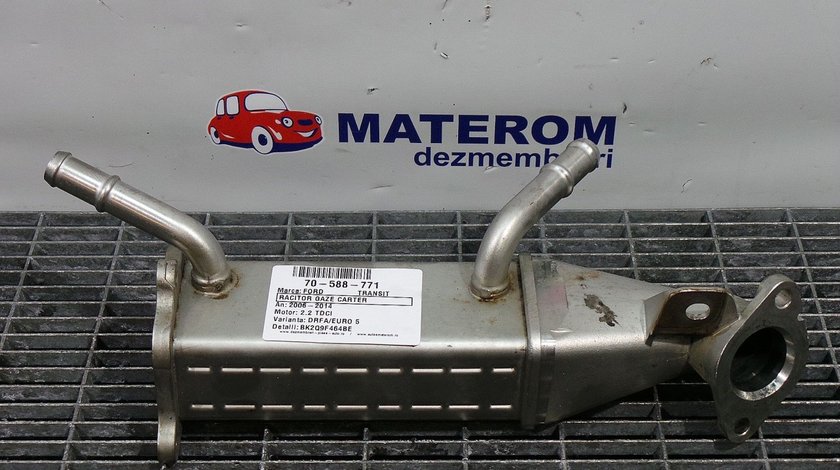 MATEROM
dezmembrări
70-588-771
Marca: FORD TRANSIT
RACITOR GAZE CARTER
An: 2006-2014
Motor: 2.2 TDCI
Varianta: DRFA/EURO 5
Detalii: BK2Q9F464BE